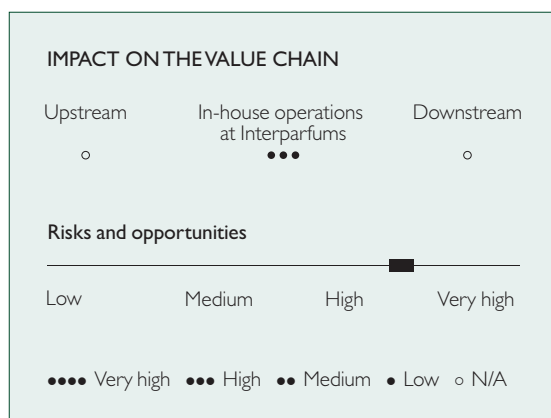 IMPACT ON THE VALUE CHAIN
Upstream In-house operations at Interparfums Downstream
○ ●●● ○
Risks and opportunities
Low Medium High Very high
●●●● Very high ●●● High ●● Medium ● Low ○ N/A